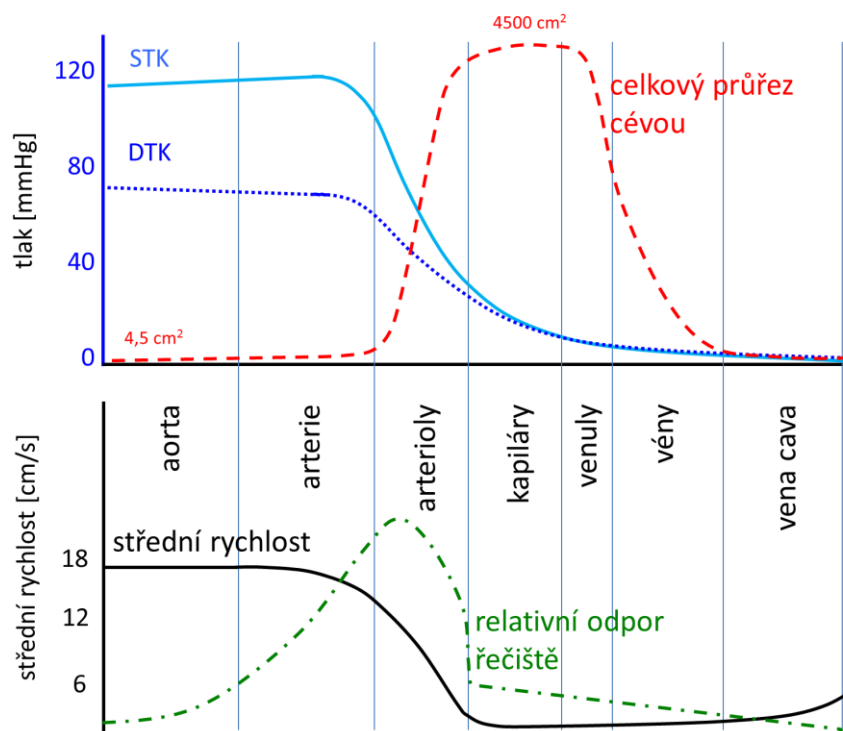 4500 cm²
120
STK
celkový průřez
cévou
80
DTK
tlak [mmHg]
40
4,5 cm²
0
aorta
arterie
arterioly
kapiláry
venuly
vény
vena cava
střední rychlost [cm/s]
střední rychlost
18
12
relativní odpor
řečiště
6